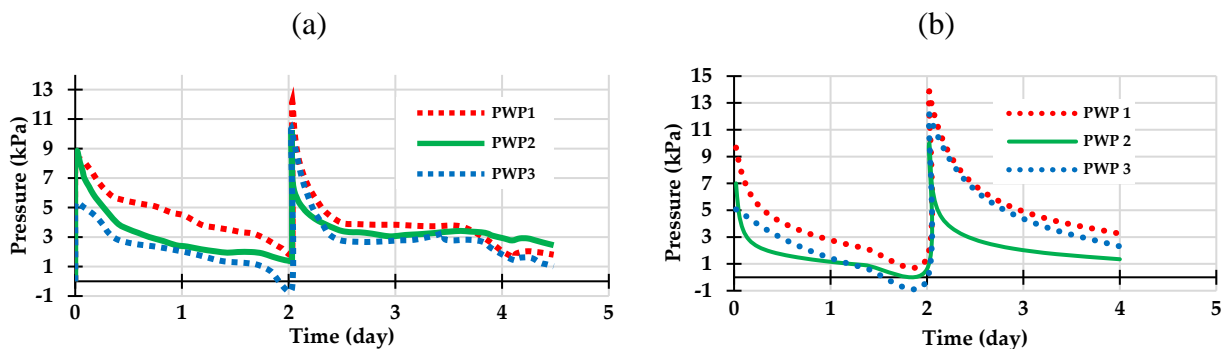 (a)
13
11
9
7
5
3
1
-1
Pressure (kPa)
PWP1
PWP2
PWP3
0 1 2 3 4 5
Time (day)
(b)
15
13
11
9
7
5
3
1
-1
Pressure (kPa)
PWP 1
PWP 2
PWP 3
0 1 2 3 4 5
Time (day)